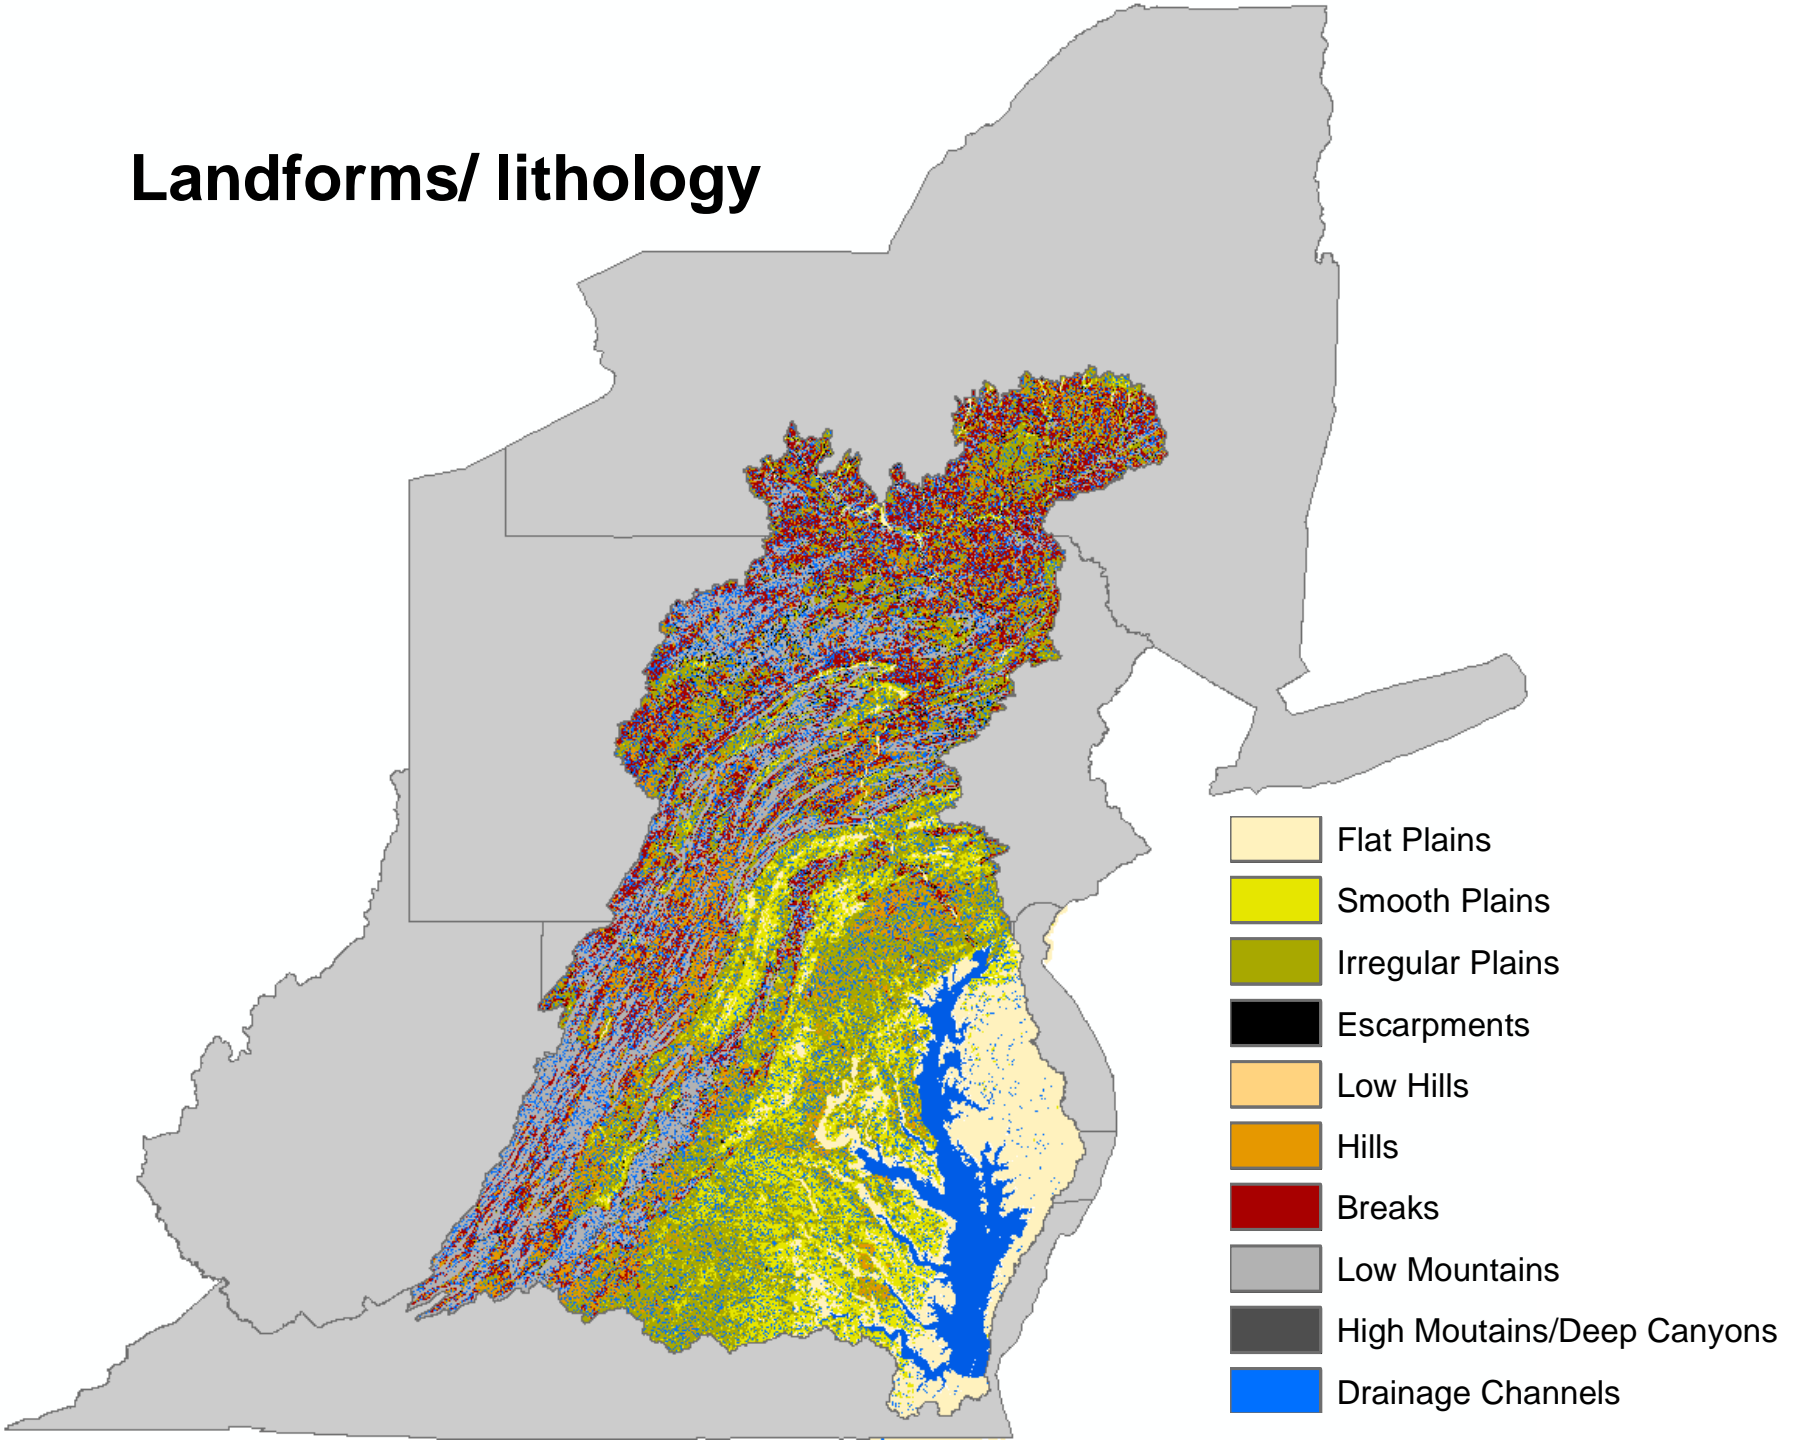 Landforms/ lithology
Flat Plains
Smooth Plains
Irregular Plains
Escarpments
Low Hills
Hills
Breaks
Low Mountains
High Moutains/Deep Canyons
Drainage Channels